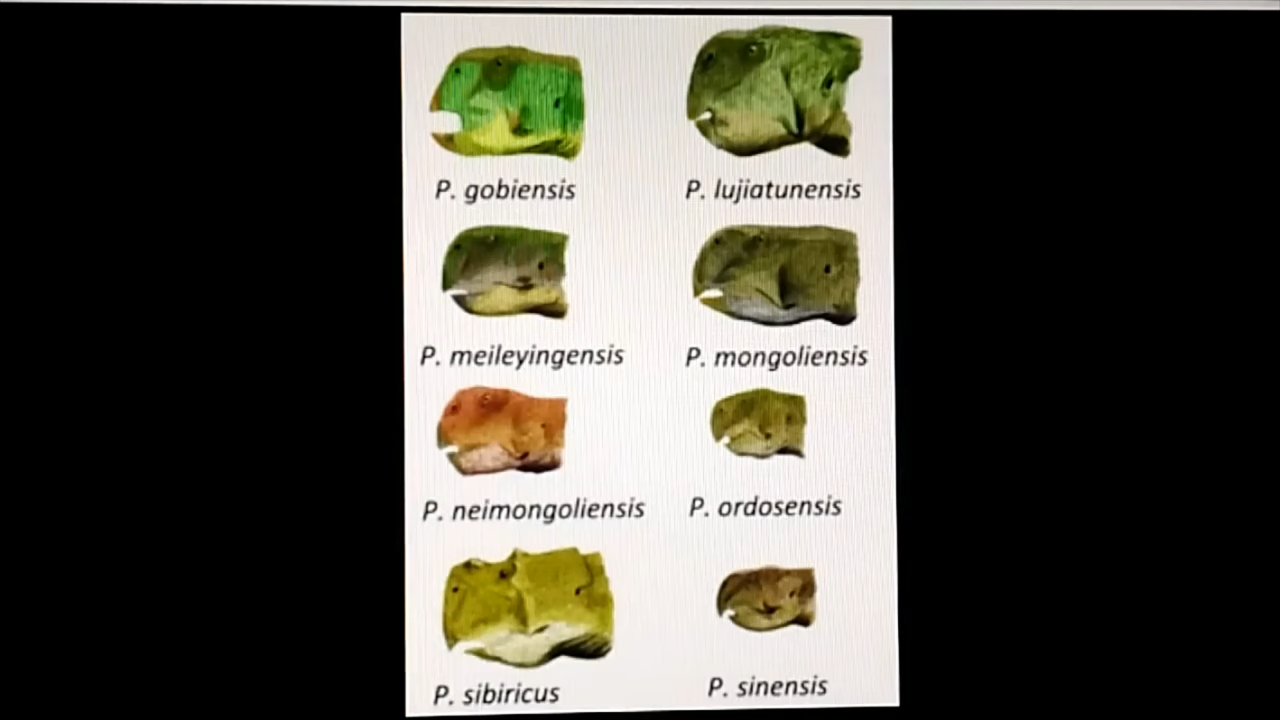 P. gobiensis
P. lujiatunensis
P. meileyingensis
P. mongoliensis
P. neimongoliensis
P. ordosensis
P. sibiricus
P. sinensis